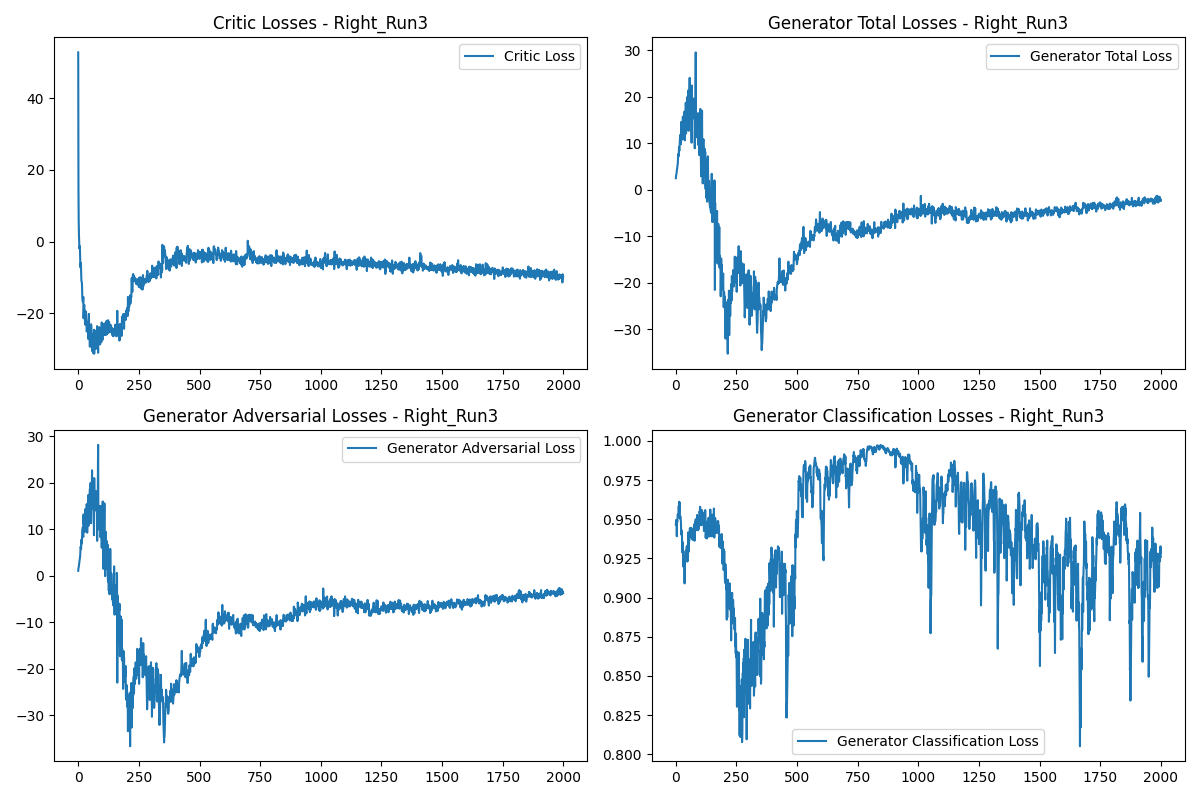 Critic Losses - Right_Run3
Critic Loss
40
20
0
−20
0 250 500 750 1000 1250 1500 1750 2000
Generator Total Losses - Right_Run3
Generator Total Loss
30
20
10
0
−10
−20
−30
0 250 500 750 1000 1250 1500 1750 2000
Generator Adversarial Losses - Right_Run3
Generator Adversarial Loss
30
20
10
0
−10
−20
−30
0 250 500 750 1000 1250 1500 1750 2000
Generator Classification Losses - Right_Run3
1.000
0.975
0.950
0.925
0.900
0.875
0.850
0.825
0.800
Generator Classification Loss
0 250 500 750 1000 1250 1500 1750 2000